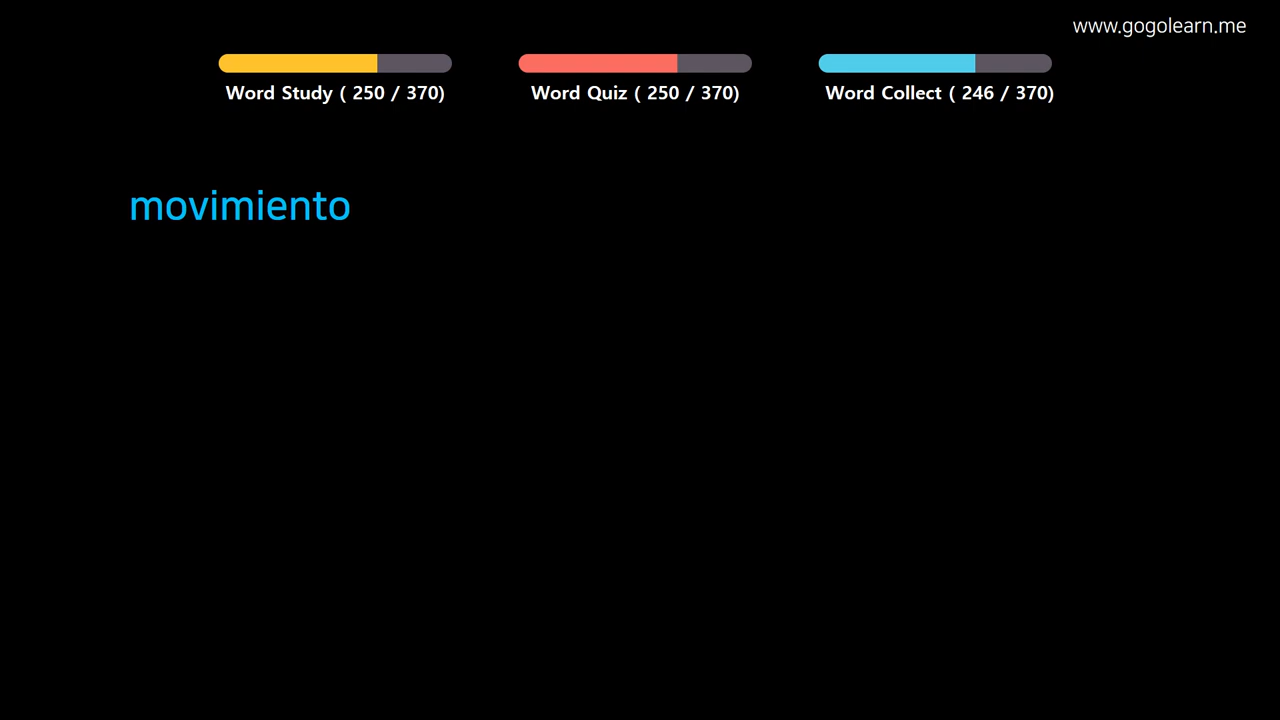 www.gogolearn.me
Word Study ( 250 / 370)
Word Quiz ( 250 / 370)
Word Collect ( 246 / 370)
movimiento